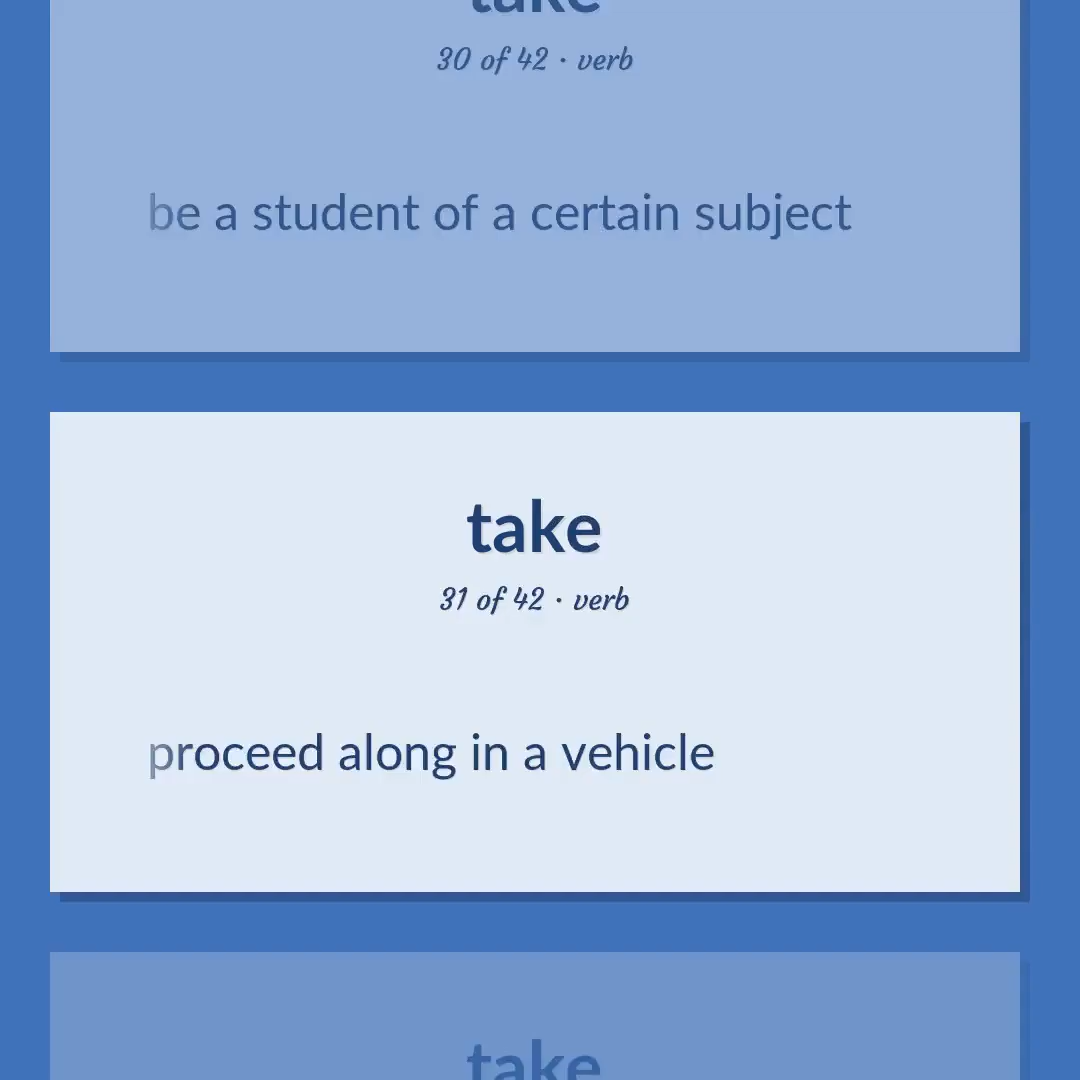 take
30 of 42 · verb
be a student of a certain subject
take
31 of 42 · verb
proceed along in a vehicle
take